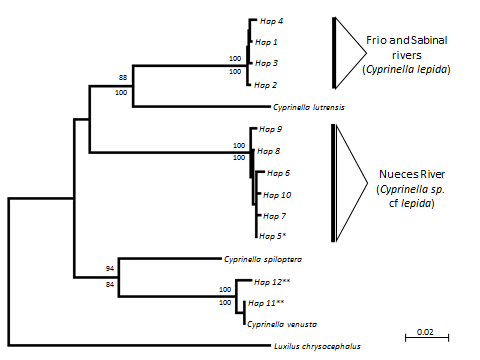 Hap 4
Hap 1
100
Hap 3
100
Hap 2
88
100
Cyprinella lutrensis
Frio and Sabinal
rivers
(Cyprinella lepida)
Hap 9
100
Hap 8
100
Hap 6
Hap 10
Hap 7
Hap 5*
Nueces River
(Cyprinella sp.
cf lepida)
Cyprinella spiloptera
94
84
Hap 12**
100
100
Hap 11**
Cyprinella venusta
0.02
Luxilus chrysocephalus